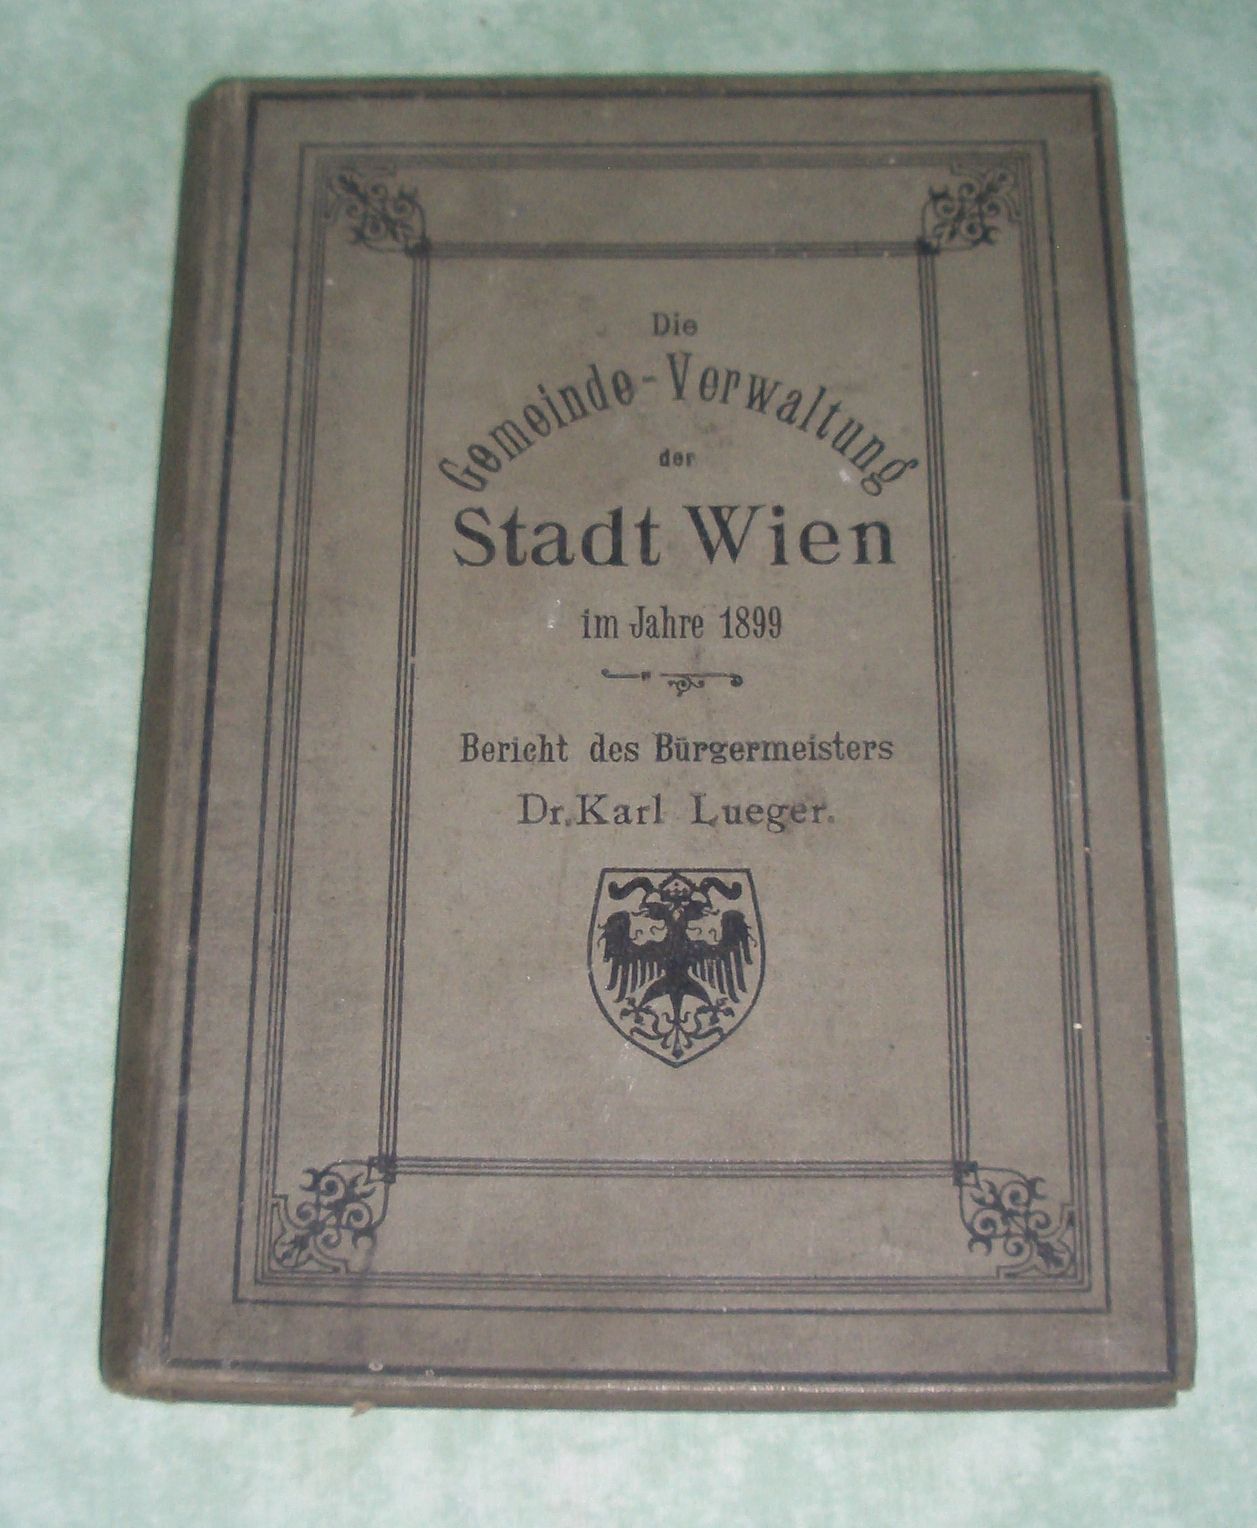 Die
Gemeinde-Verwaltung
der
Stadt Wien
im Jahre 1899
Bericht des Bürgermeisters
Dr. Karl Lueger.